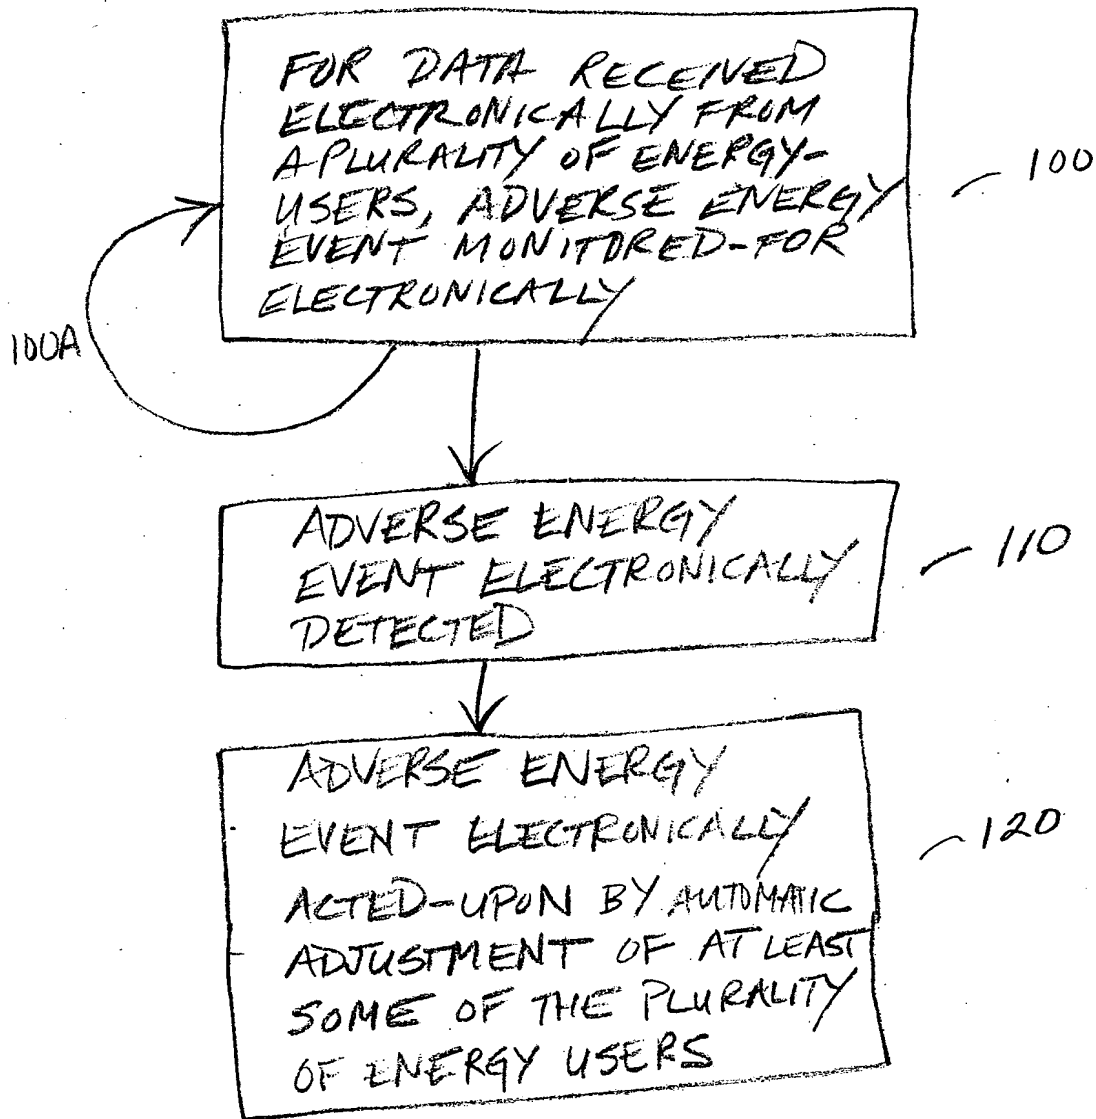 FOR DATA RECEIVED
ELECTRONICALLY FROM
A PLURALITY OF ENERGY-
USERS, ADVERSE ENERGY
EVENT MONITORED-FOR
ELECTRONICALLY
100
100A
ADVERSE ENERGY
EVENT ELECTRONICALLY
DETECTED
110
ADVERSE ENERGY
EVENT ELECTRONICALLY
ACTED-UPON BY AUTOMATIC
ADJUSTMENT OF AT LEAST
SOME OF THE PLURALITY
OF ENERGY USERS
120